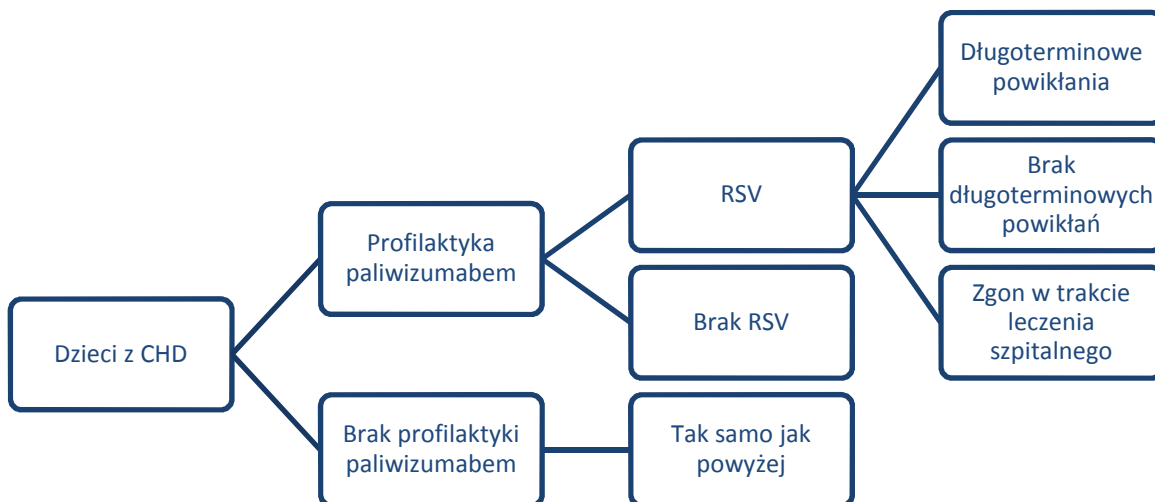 Dzieci z CHD
Profilaktyka
paliwizumabem
RSV
Długoterminowe
powikłania
Brak
długoterminowych
powikłań
Zgon w trakcie
leczenia
szpitalnego
Brak RSV
Brak profilaktyki
paliwizumabem
Tak samo jak
powyżej